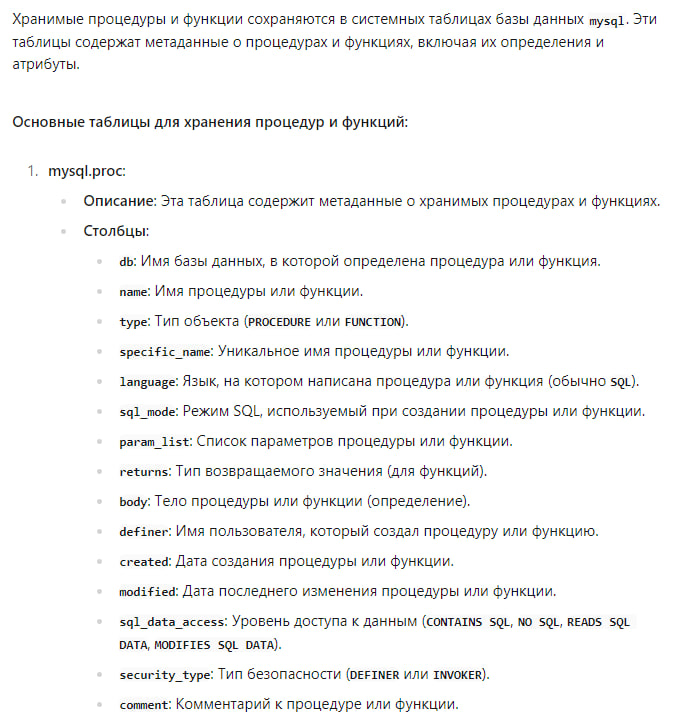 Хранимые процедуры и функции сохраняются в системных таблицах базы данных mysql. Эти
таблицы содержат метаданные о процедурах и функциях, включая их определения и
атрибуты.
Основные таблицы для хранения процедур и функций:
1. mysql.proc:
Описание: Эта таблица содержит метаданные о хранимых процедурах и функциях.
Столбцы:
db: Имя базы данных, в которой определена процедура или функция.
name: Имя процедуры или функции.
type: Тип объекта (PROCEDURE или FUNCTION).
specific_name: Уникальное имя процедуры или функции.
language: Язык, на котором написана процедура или функция (обычно SQL).
sql_mode: Режим SQL, используемый при создании процедуры или функции.
param_list: Список параметров процедуры или функции.
returns: Тип возвращаемого значения (для функций).
body: Тело процедуры или функции (определение).
definer: Имя пользователя, который создал процедуру или функцию.
created: Дата создания процедуры или функции.
modified: Дата последнего изменения процедуры или функции.
sql_data_access: Уровень доступа к данным (CONTAINS SQL, NO SQL, READS SQL
DATA, MODIFIES SQL DATA).
security_type: Тип безопасности (DEFINER или INVOKER).
comment: Комментарий к процедуре или функции.